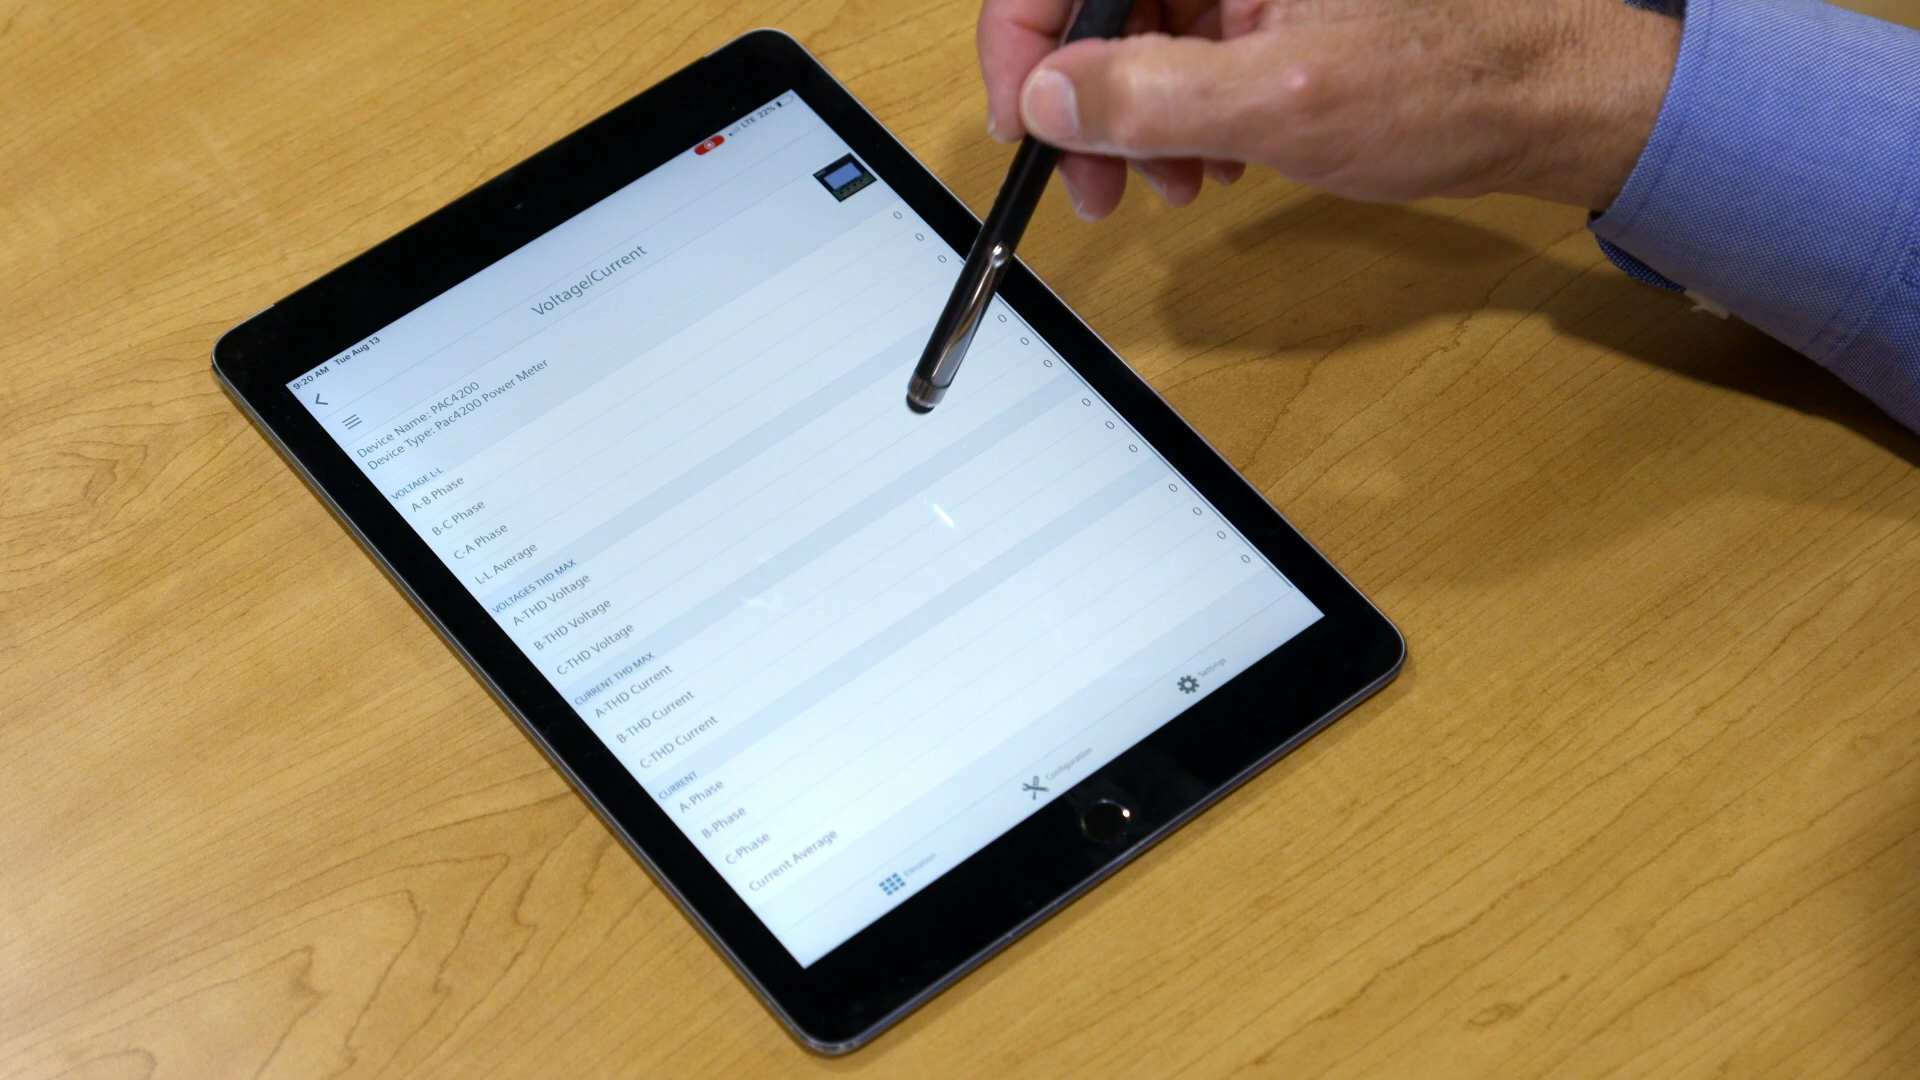 9:20 AM Tue Aug 13 LTE 22%
Voltage/Current
Device Name: PAC4200
Device Type: Pac4200 Power Meter
VOLTAGE L-L
A-B Phase 0
B-C Phase 0
C-A Phase 0
L-L Average
VOLTAGES THD MAX
A-THD Voltage 0
B-THD Voltage 0
C-THD Voltage 0
CURRENT THD MAX
A-THD Current 0
B-THD Current 0
C-THD Current 0
CURRENT
A-Phase 0
B-Phase 0
C-Phase 0
Current Average 0
Elevation Configuration Settings